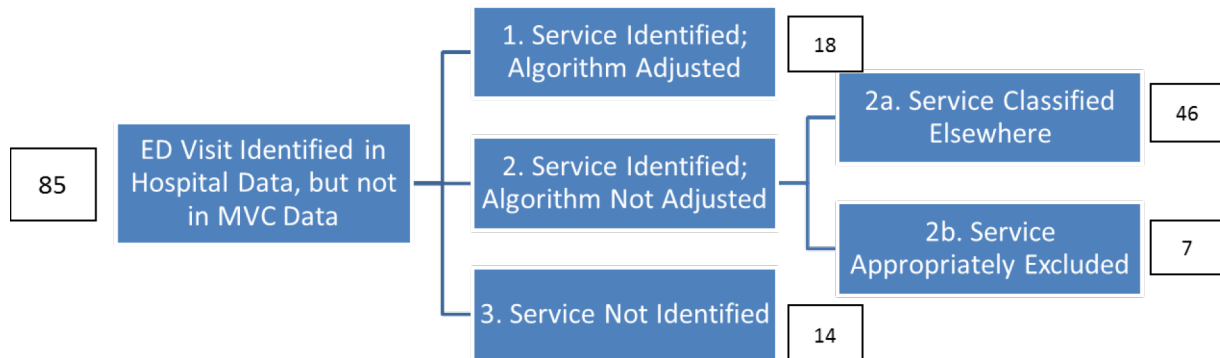 85
ED Visit Identified in
Hospital Data, but not
in MVC Data
1. Service Identified;
Algorithm Adjusted
18
2. Service Identified;
Algorithm Not Adjusted
2a. Service Classified
Elsewhere
46
2b. Service
Appropriately Excluded
7
3. Service Not Identified
14